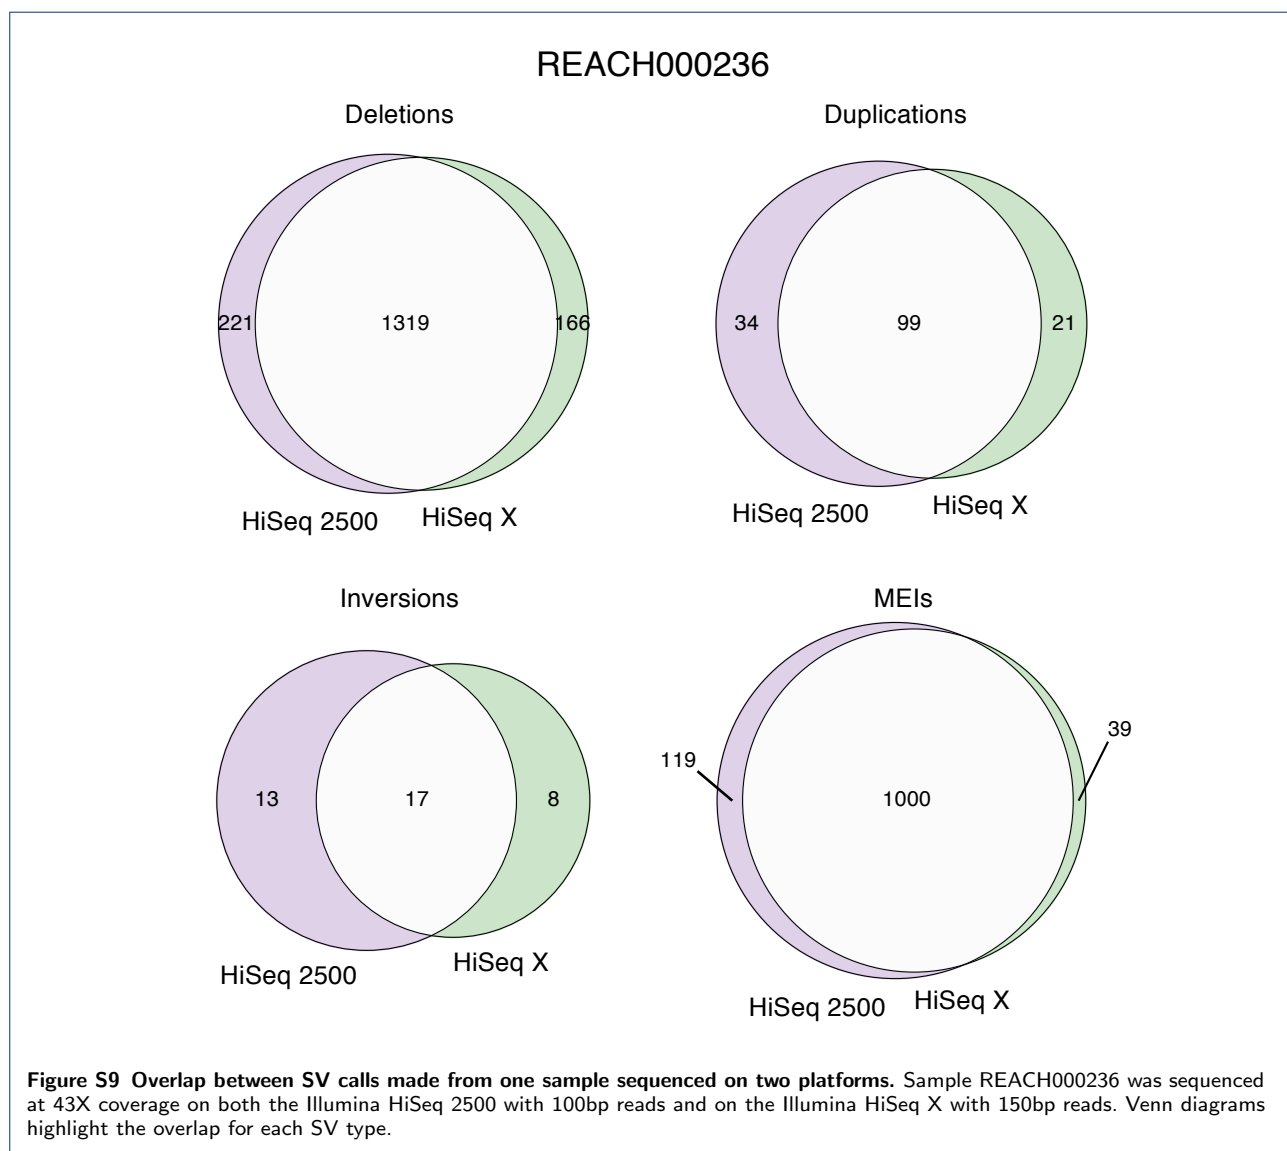 REACH000236
Deletions
Duplications
221
1319
166
34
99
21
HiSeq 2500
HiSeq X
HiSeq 2500
HiSeq X
Inversions
MEIs
13
17
8
119
1000
39
HiSeq 2500
HiSeq X
HiSeq 2500
HiSeq X
Figure S9 Overlap between SV calls made from one sample sequenced on two platforms. Sample REACH000236 was sequenced
at 43X coverage on both the Illumina HiSeq 2500 with 100bp reads and on the Illumina HiSeq X with 150bp reads. Venn diagrams
highlight the overlap for each SV type.